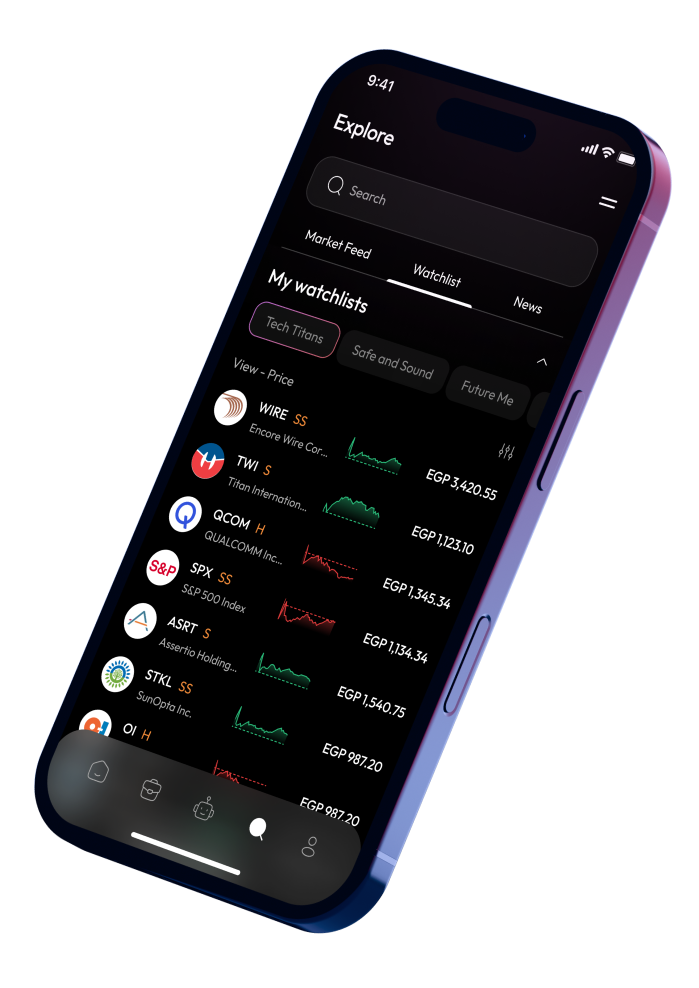 9:41
Explore
Search
Market Feed
Watchlist
News
My watchlists
Tech Titans
Safe and Sound
Future Me
View - Price
WIRE SS
Encore Wire Cor...
EGP 3,420.55
TWI S
Titan Internation...
EGP 1,123.10
QCOM H
QUALCOMM Inc...
EGP 1,345.34
S&P
SPX SS
S&P 500 Index
EGP 1,134.34
ASRT S
Assertio Holding...
EGP 1,540.75
STKL SS
SunOpta Inc.
EGP 987.20
OI H
EGP 987.20